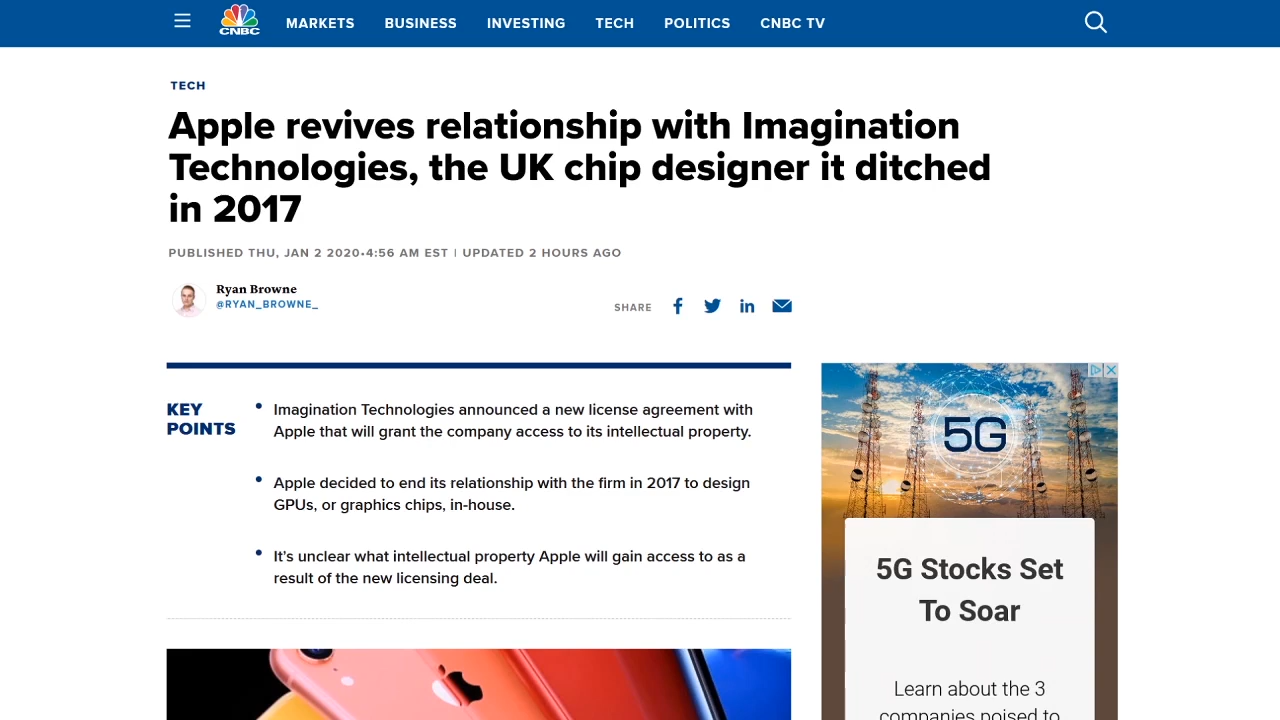 CNBC
MARKETS BUSINESS INVESTING TECH POLITICS CNBC TV
TECH
Apple revives relationship with Imagination
Technologies, the UK chip designer it ditched
in 2017
PUBLISHED THU, JAN 2 2020•4:56 AM EST | UPDATED 2 HOURS AGO
Ryan Browne
@RYAN_BROWNE_
SHARE
KEY
POINTS
• Imagination Technologies announced a new license agreement with
Apple that will grant the company access to its intellectual property.
• Apple decided to end its relationship with the firm in 2017 to design
GPUs, or graphics chips, in-house.
• It's unclear what intellectual property Apple will gain access to as a
result of the new licensing deal.
5G
5G Stocks Set
To Soar
Learn about the 3
companies poised to